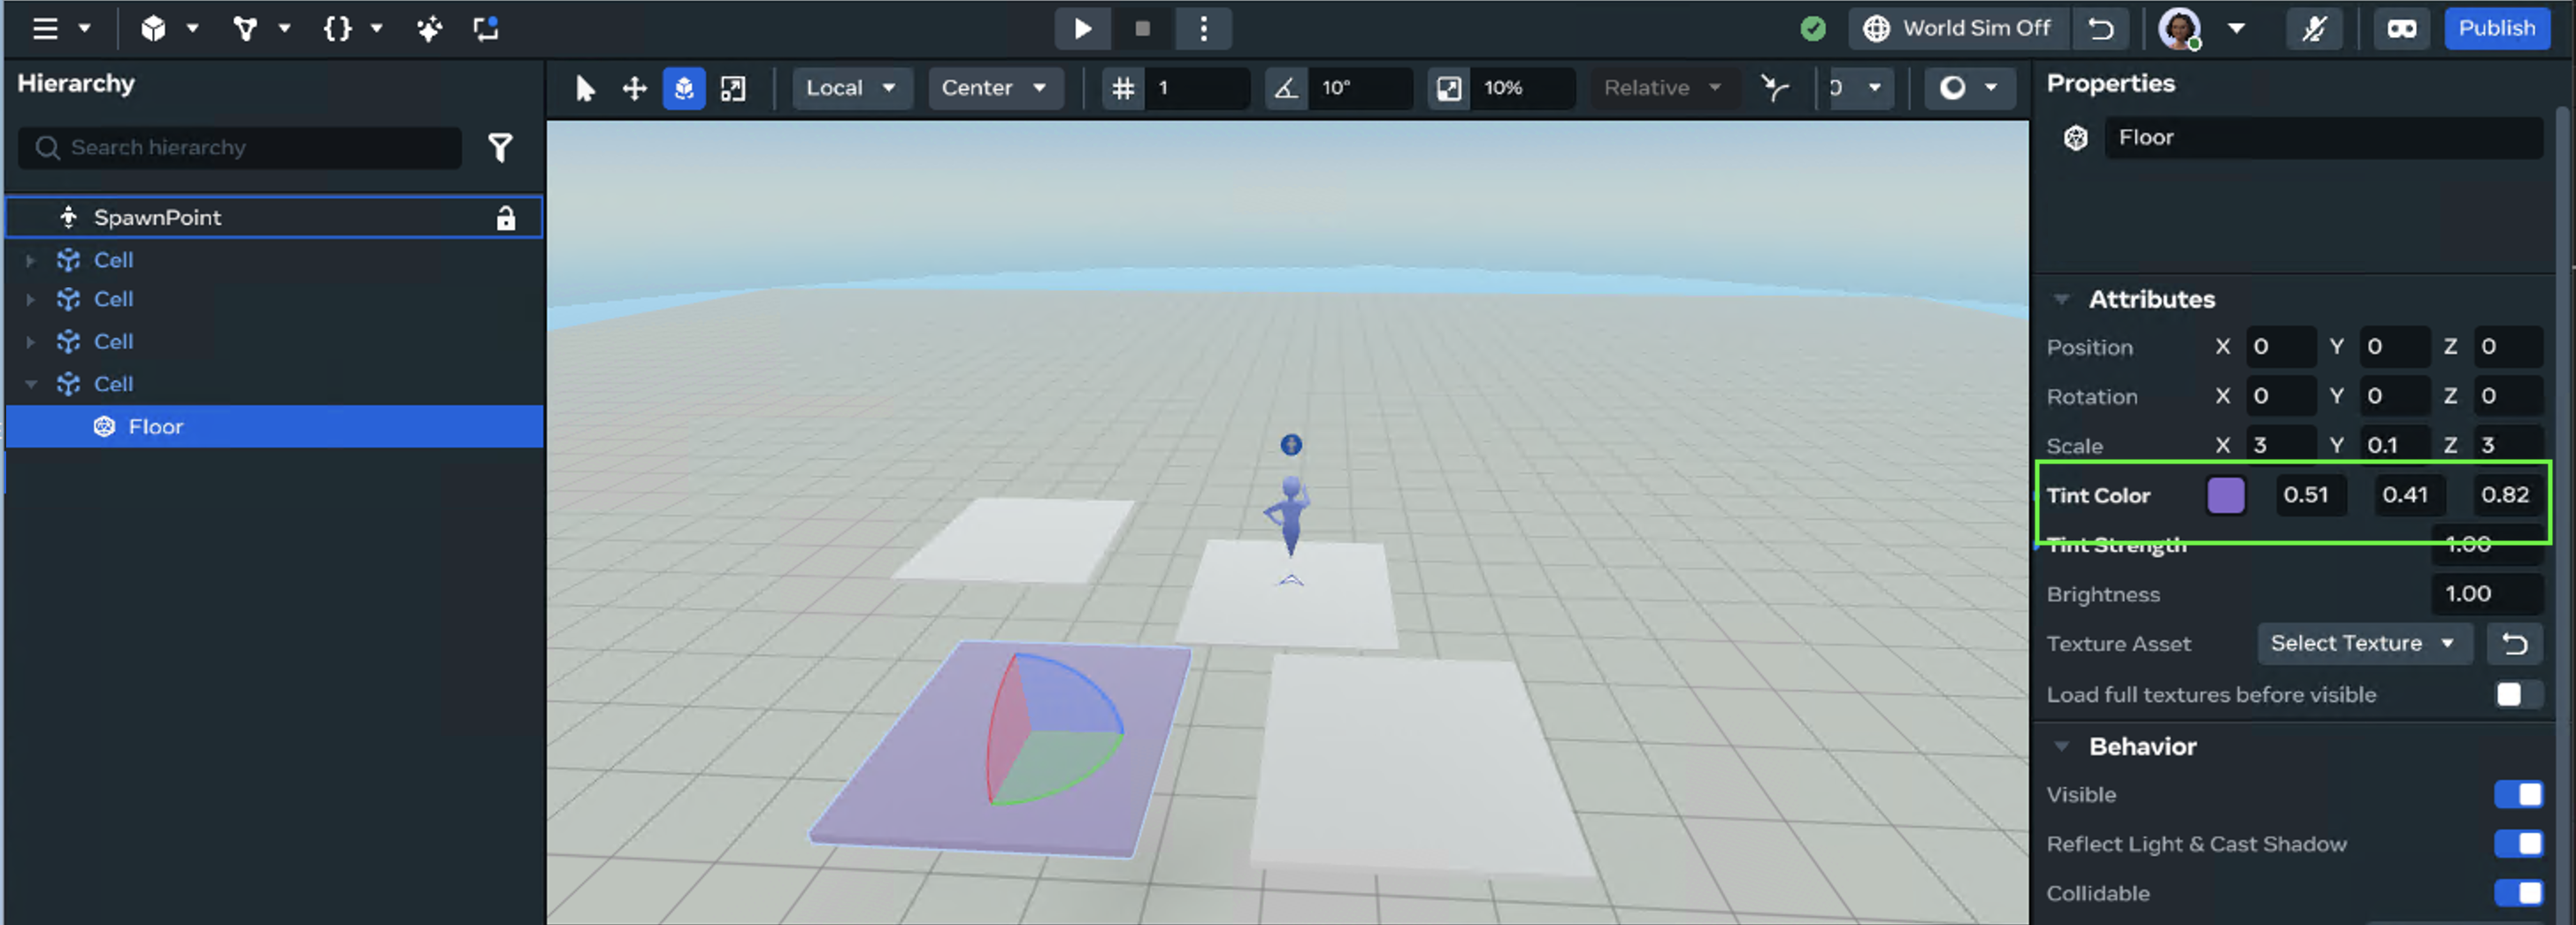 World Sim Off
Publish
Hierarchy
Search hierarchy
SpawnPoint
Cell
Cell
Cell
Cell
Floor
Local
Center
1
10°
10%
Relative
Properties
Floor
Attributes
Position X 0 Y 0 Z 0
Rotation X 0 Y 0 Z 0
Scale X 3 Y 0.1 Z 3
Tint Color 0.51 0.41 0.82
Tint Strength 1.00
Brightness 1.00
Texture Asset Select Texture
Load full textures before visible
Behavior
Visible
Reflect Light & Cast Shadow
Collidable